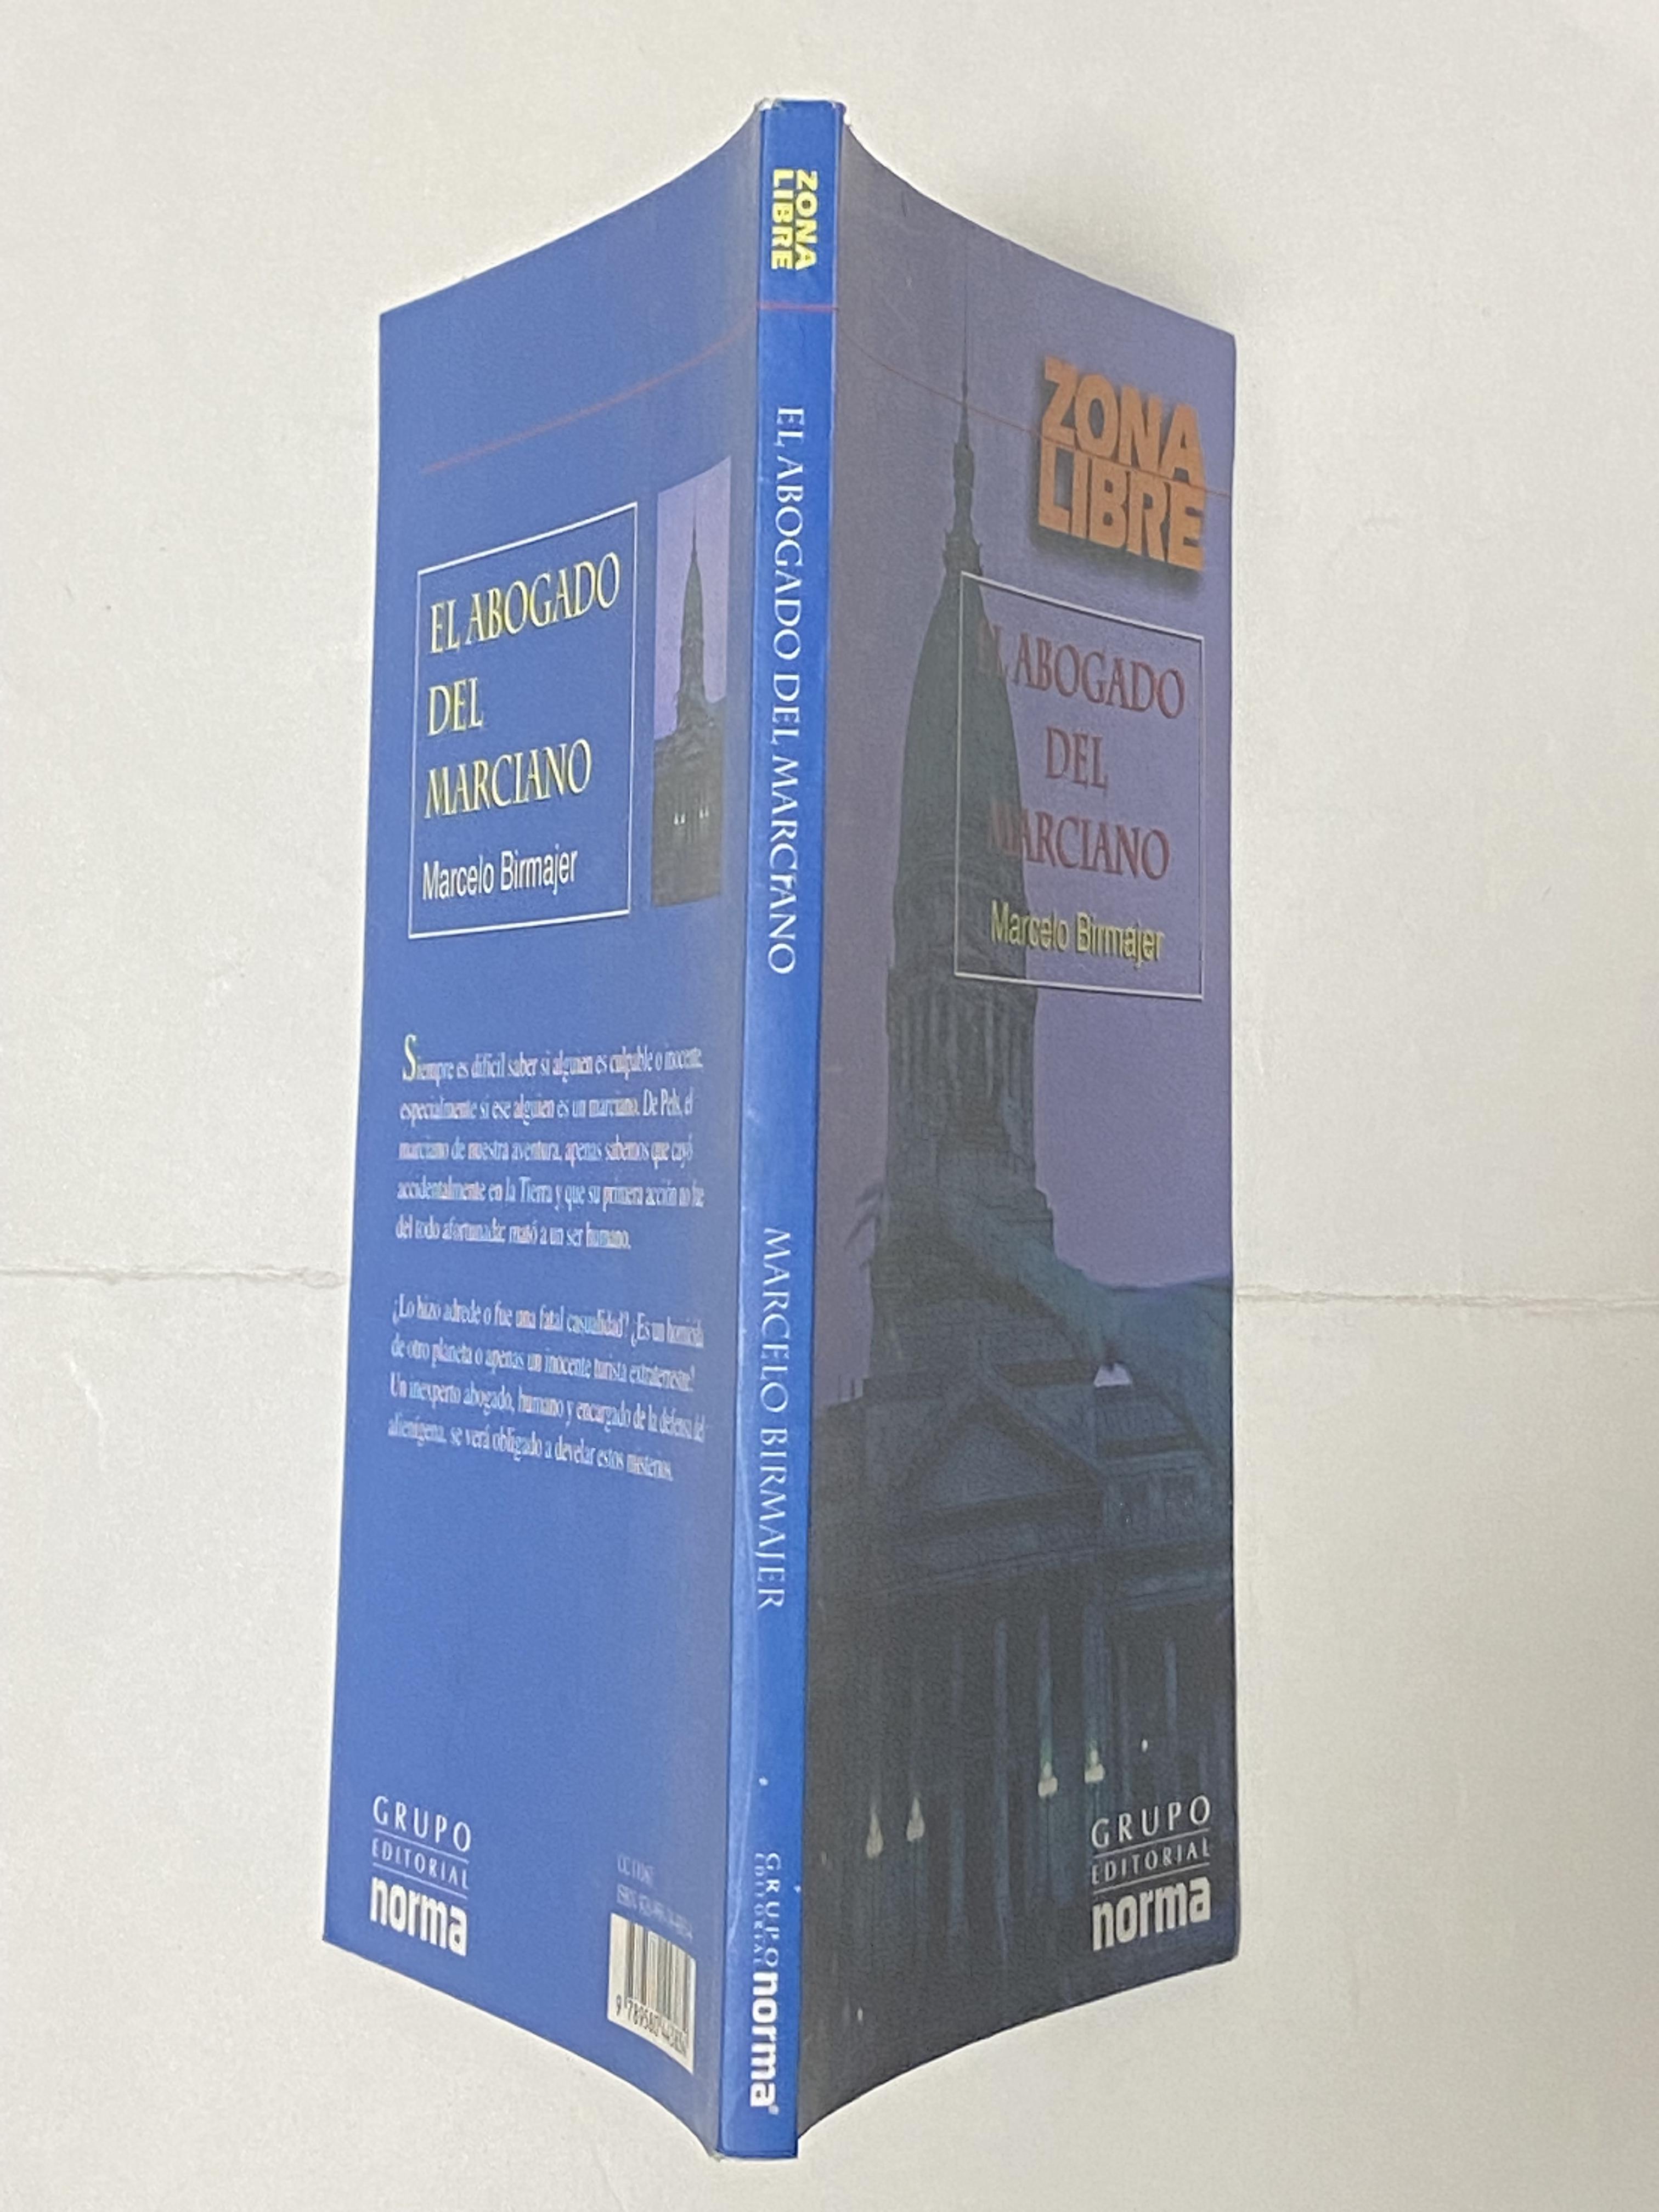 EL ABOGADO
DEL
MARCIANO
Marcelo Birmajer
Siempre es difícil saber si alguien es culpable o inocente,
especialmente si ese alguien es un marciano. De Pels, el
marciano de nuestra aventura, apenas sabemos que cayó
accidentalmente en la Tierra y que su primera acción no fue
del todo afortunada: mató a un ser humano.
¿Lo hizo adrede o fue una fatal casualidad? ¿Es un homicida
de otro planeta o apenas un inocente turista extraterrestre?
Un inexperto abogado, humano y encargado de la defensa del
alienígena, se verá obligado a develar estos misterios.
GRUPO
EDITORIAL
norma
ZONA
LIBRE
EL ABOGADO DEL MARCIANO
MARCELO BIRMAJER
GRUPO
EDITORIAL
norma
ZONA
LIBRE
EL ABOGADO
DEL
MARCIANO
Marcelo Birmajer
GRUPO
EDITORIAL
norma